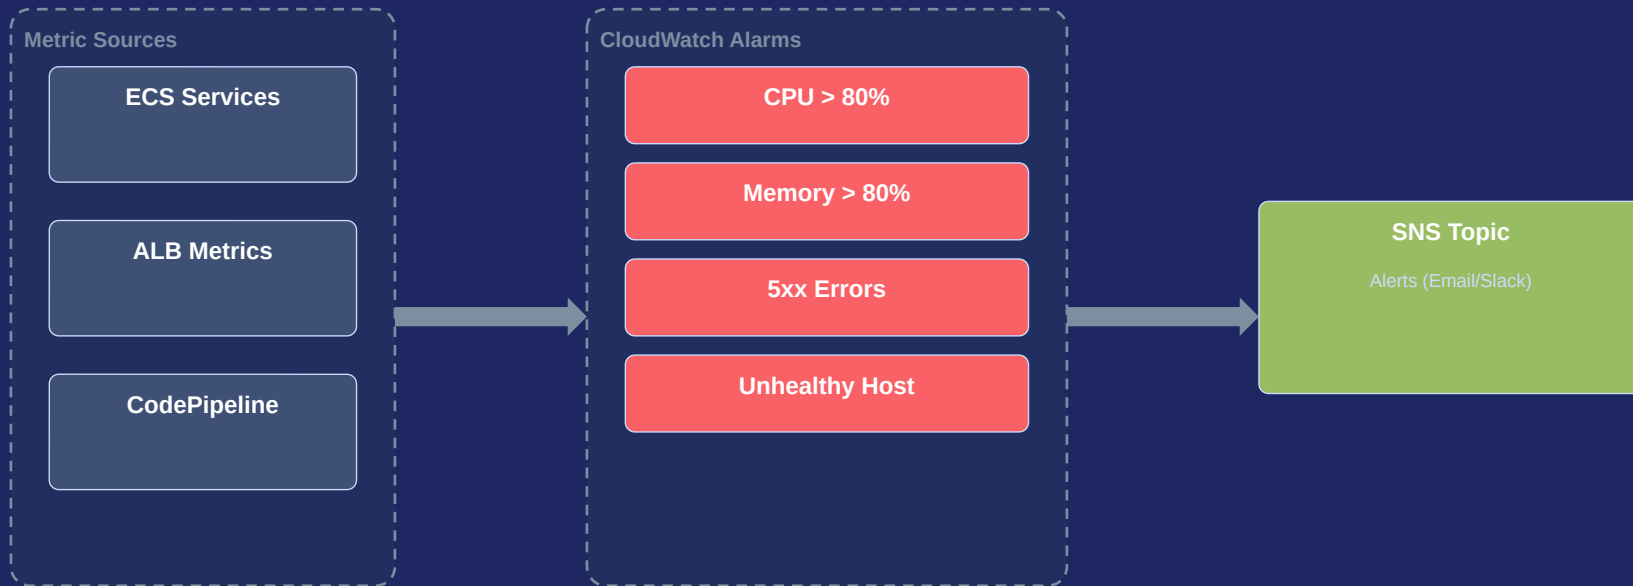 Metric Sources
ECS Services
ALB Metrics
CodePipeline
CloudWatch Alarms
CPU > 80%
Memory > 80%
5xx Errors
Unhealthy Host
SNS Topic
Alerts (Email/Slack)